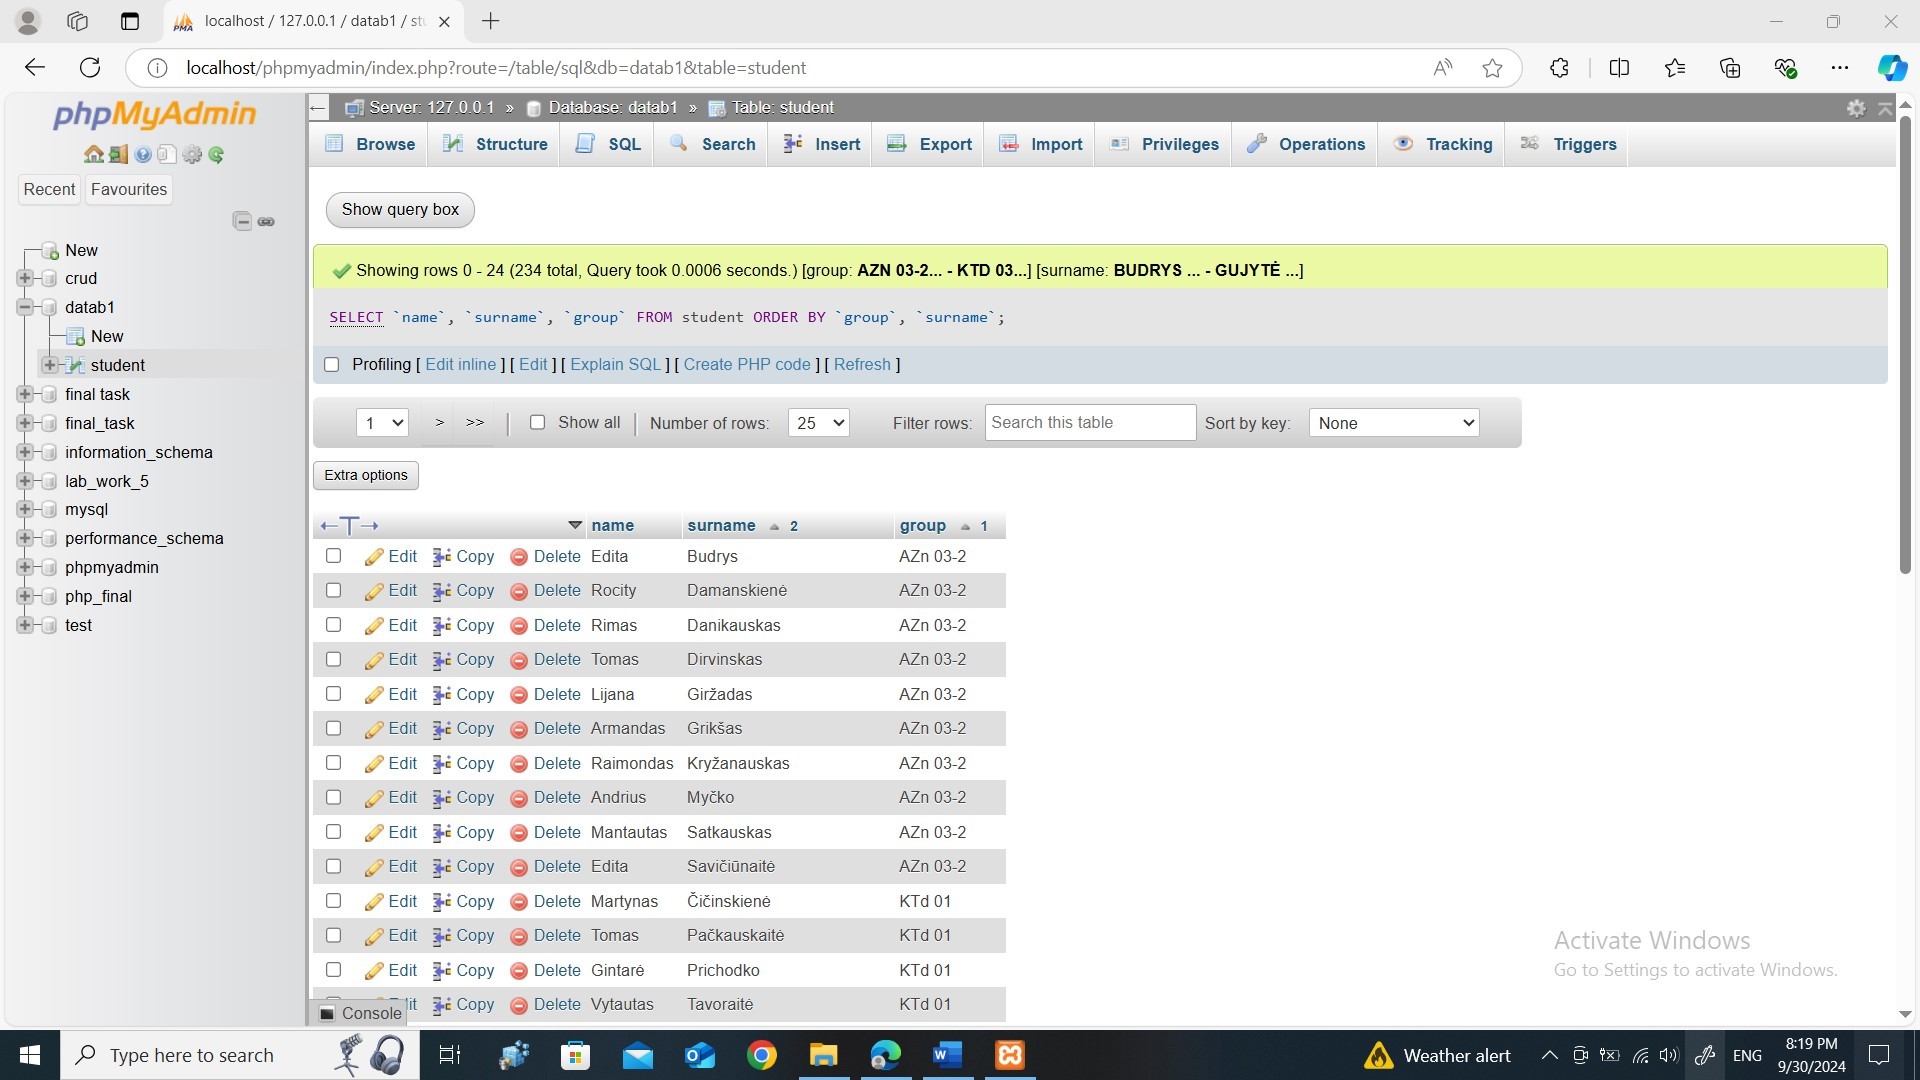 localhost / 127.0.0.1 / datab1 / stu
localhost/phpmyadmin/index.php?route=/table/sql&db=datab1&table=student
phpMyAdmin
Recent Favourites
New
crud
datab1
New
student
final task
final_task
information_schema
lab_work_5
mysql
performance_schema
phpmyadmin
php_final
test
Server: 127.0.0.1 » Database: datab1 » Table: student
Browse Structure SQL Search Insert Export Import Privileges Operations Tracking Triggers
Show query box
Showing rows 0 - 24 (234 total, Query took 0.0006 seconds.) [group: AZN 03-2... - KTD 03...] [surname: BUDRYS ... - GUJYTĖ ...]
SELECT `name`, `surname`, `group` FROM student ORDER BY `group`, `surname`;
Profiling [ Edit inline ] [ Edit ] [ Explain SQL ] [ Create PHP code ] [ Refresh ]
1 > >> | Show all | Number of rows: 25 Filter rows: Search this table Sort by key: None
Extra options
←T→ name surname 2 group 1
Edit Copy Delete Edita Budrys AZn 03-2
Edit Copy Delete Rocity Damanskienė AZn 03-2
Edit Copy Delete Rimas Danikauskas AZn 03-2
Edit Copy Delete Tomas Dirvinskas AZn 03-2
Edit Copy Delete Lijana Giržadas AZn 03-2
Edit Copy Delete Armandas Grikšas AZn 03-2
Edit Copy Delete Raimondas Kryžanauskas AZn 03-2
Edit Copy Delete Andrius Myčko AZn 03-2
Edit Copy Delete Mantautas Satkauskas AZn 03-2
Edit Copy Delete Edita Savičiūnaitė AZn 03-2
Edit Copy Delete Martynas Čičinskienė KTd 01
Edit Copy Delete Tomas Pačkauskaitė KTd 01
Edit Copy Delete Gintarė Prichodko KTd 01
Copy Delete Vytautas Tavoraitė KTd 01
Console
Activate Windows
Go to Settings to activate Windows.
Type here to search
Weather alert
ENG
8:19 PM
9/30/2024